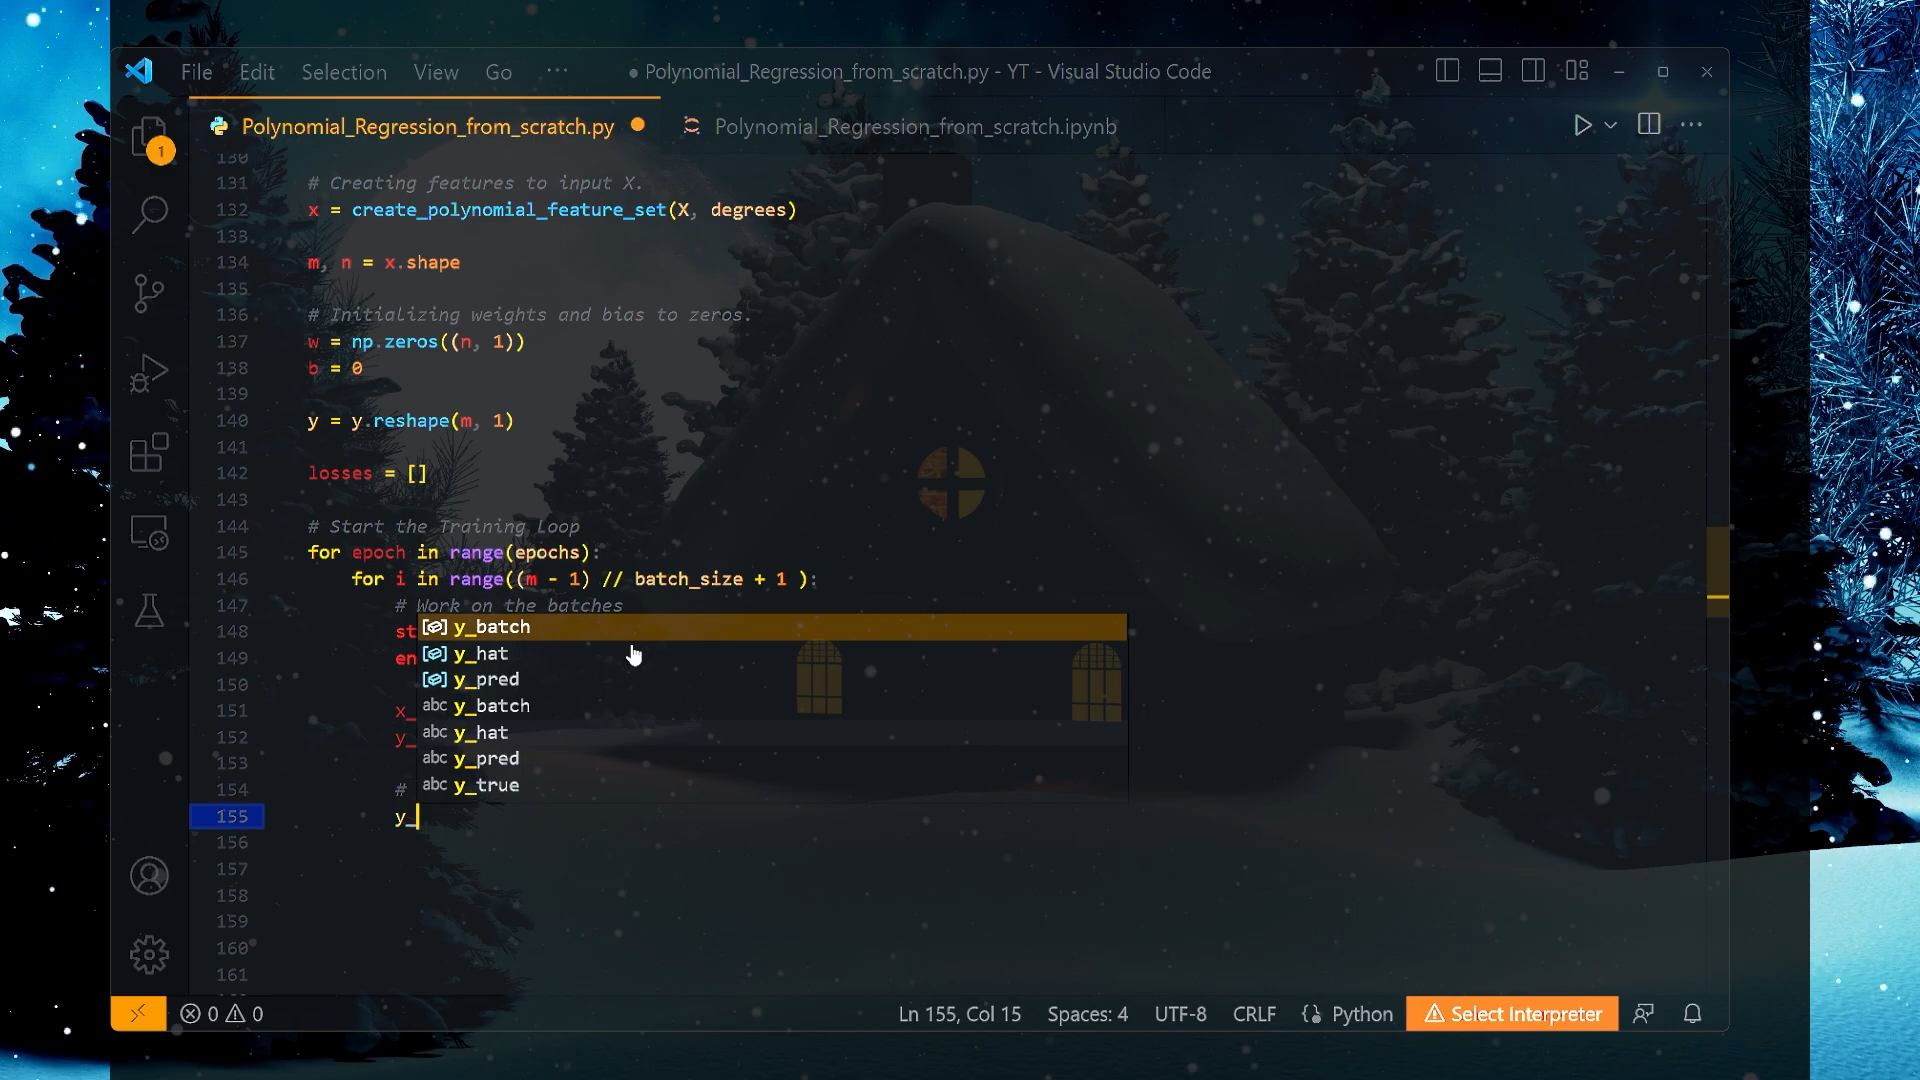 File Edit Selection View Go ··· ● Polynomial_Regression_from_scratch.py - YT - Visual Studio Code
Polynomial_Regression_from_scratch.py Polynomial_Regression_from_scratch.ipynb
1
130
131 # Creating features to input X.
132 x = create_polynomial_feature_set(X, degrees)
133
134 m, n = x.shape
135
136 # Initializing weights and bias to zeros.
137 w = np.zeros((n, 1))
138 b = 0
139
140 y = y.reshape(m, 1)
141
142 losses = []
143
144 # Start the Training Loop
145 for epoch in range(epochs):
146 for i in range((m - 1) // batch_size + 1 ):
147 # Work on the batches
148 st
y_batch
149 en
y_hat
150
y_pred
151 x_
abc y_batch
152 y_
abc y_hat
153
abc y_pred
154 #
abc y_true
155 y_
156
157
158
159
160
161
0 0 Ln 155, Col 15 Spaces: 4 UTF-8 CRLF Python Select Interpreter